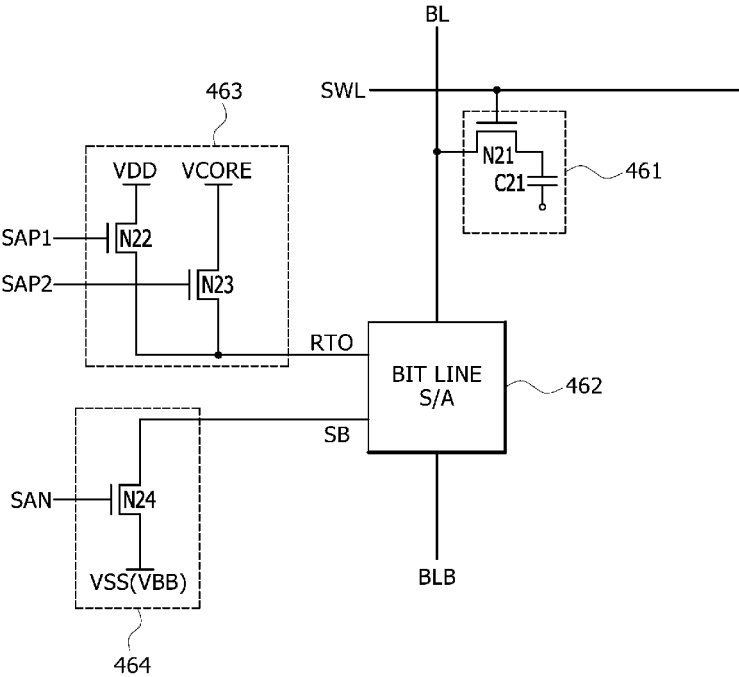 BL
SWL
463
VDD
VCORE
N21
C21
461
SAP1
N22
SAP2
N23
RTO
BIT LINE
S/A
462
SB
SAN
N24
VSS(VBB)
BLB
464